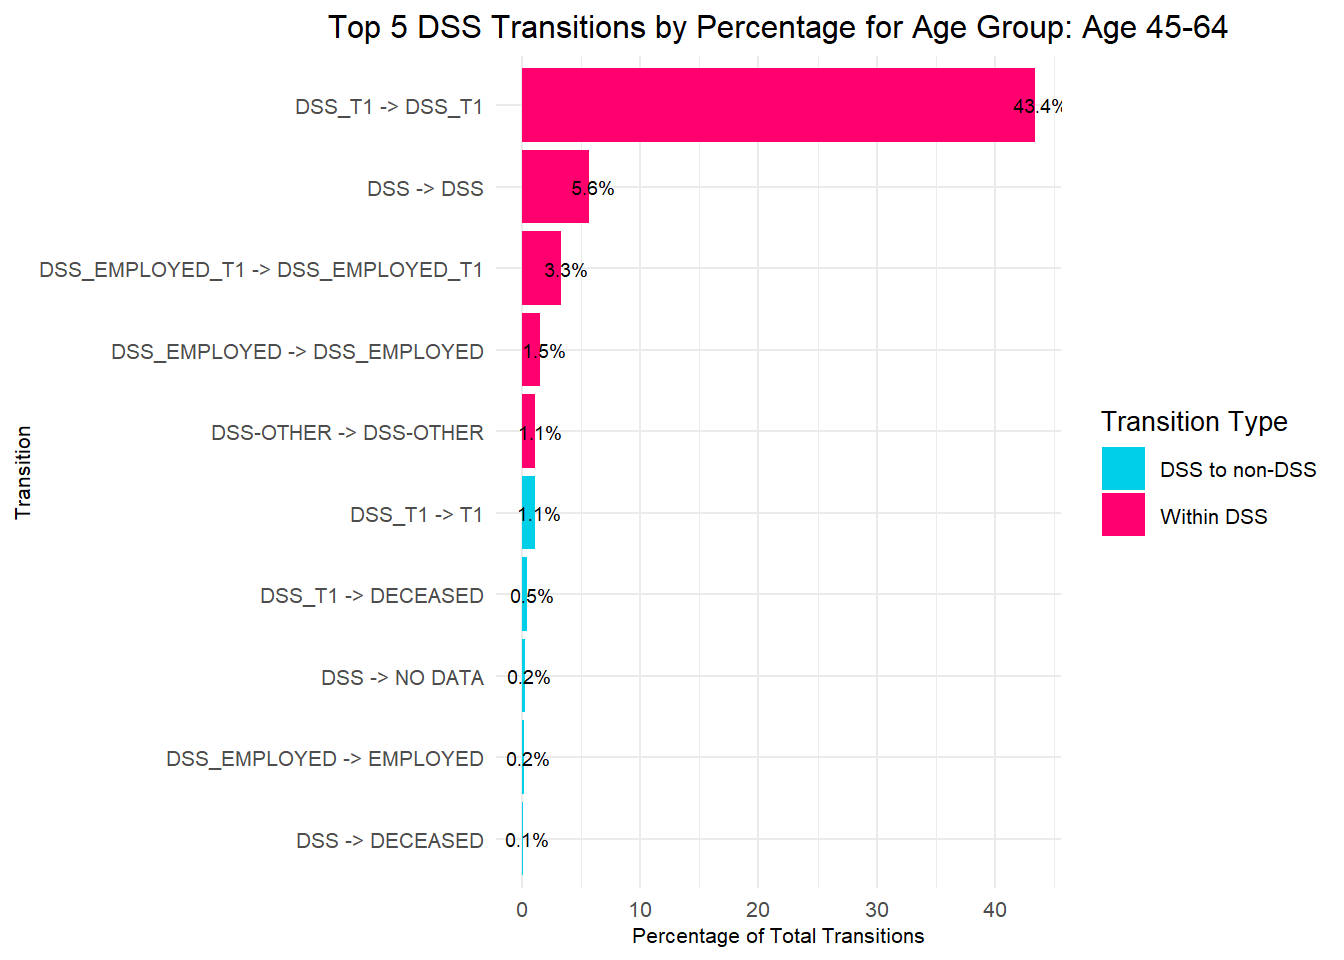 Top 5 DSS Transitions by Percentage for Age Group: Age 45-64
DSS_T1 -> DSS_T1
43.4%
DSS -> DSS
5.6%
DSS_EMPLOYED_T1 -> DSS_EMPLOYED_T1
3.3%
DSS_EMPLOYED -> DSS_EMPLOYED
1.5%
DSS-OTHER -> DSS-OTHER
1.1%
DSS_T1 -> T1
1.1%
DSS_T1 -> DECEASED
0.5%
DSS -> NO DATA
0.2%
DSS_EMPLOYED -> EMPLOYED
0.2%
DSS -> DECEASED
0.1%
Transition
0 10 20 30 40
Percentage of Total Transitions
Transition Type
DSS to non-DSS
Within DSS